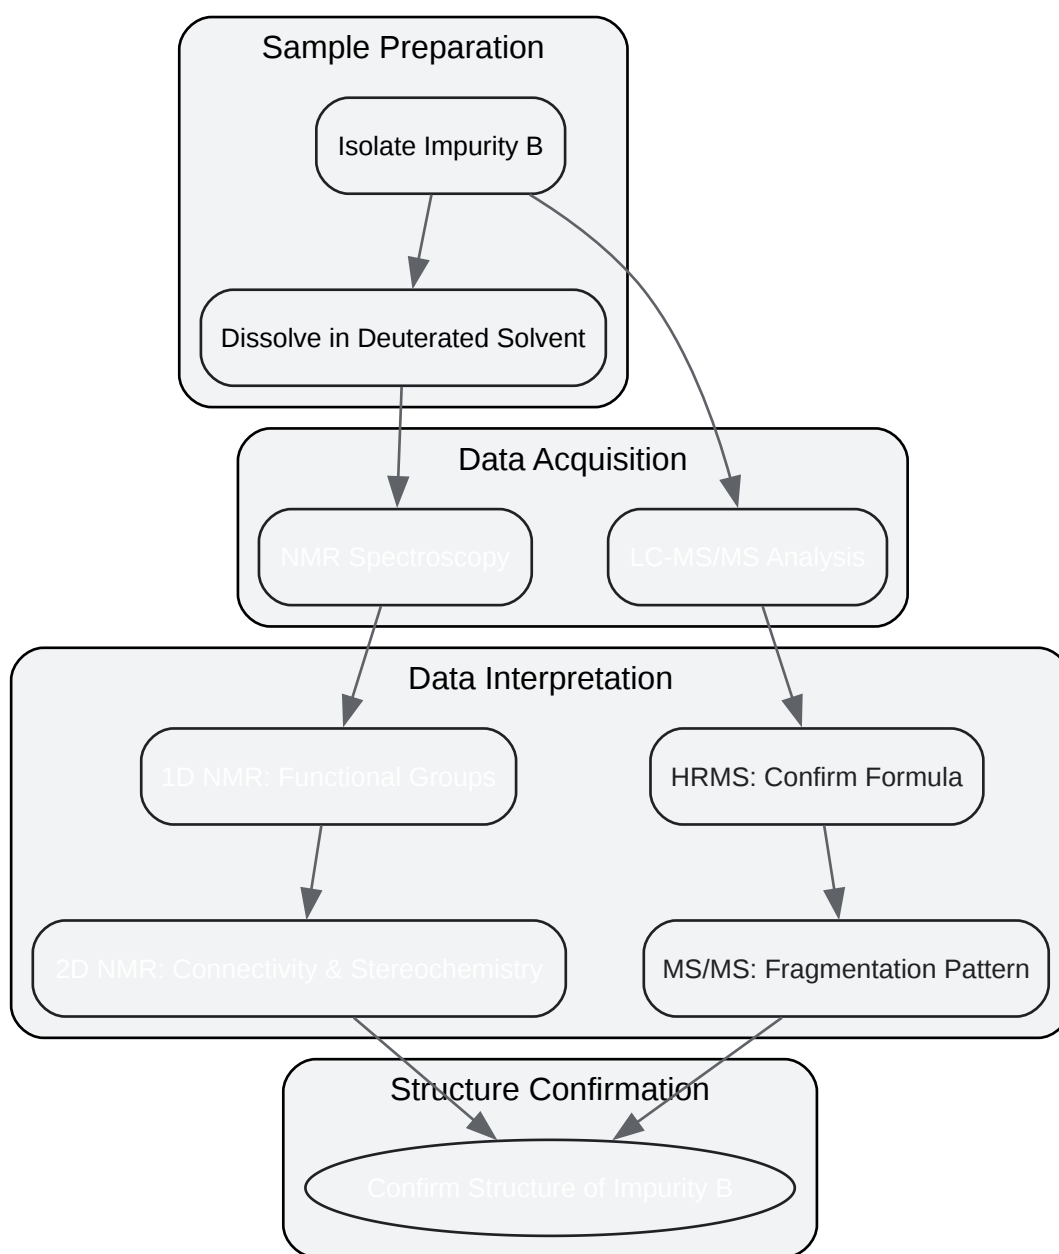 Sample Preparation
Isolate Impurity B
Dissolve in Deuterated Solvent
Data Acquisition
NMR Spectroscopy
LC-MS/MS Analysis
Data Interpretation
1D NMR: Functional Groups
HRMS: Confirm Formula
2D NMR: Connectivity & Stereochemistry
MS/MS: Fragmentation Pattern
Structure Confirmation
Confirm Structure of Impurity B